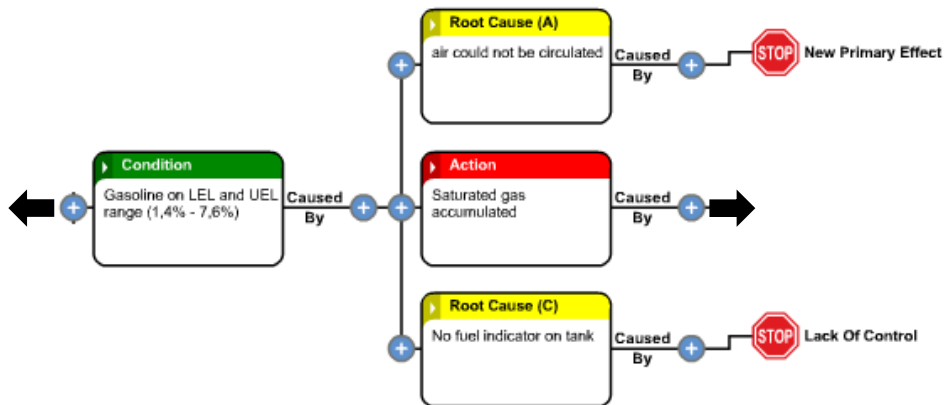 Root Cause (A)
air could not be circulated
Caused
By
STOP
New Primary Effect
Condition
Gasoline on LEL and UEL
range (1,4% - 7,6%)
Caused
By
Action
Saturated gas
accumulated
Caused
By
Root Cause (C)
No fuel indicator on tank
Caused
By
STOP
Lack Of Control